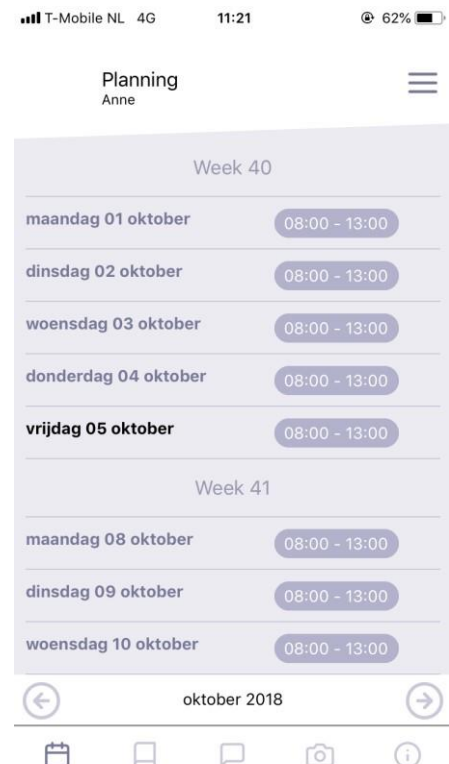 T-Mobile NL 4G 11:21 62%
Planning
Anne
Week 40
maandag 01 oktober 08:00 - 13:00
dinsdag 02 oktober 08:00 - 13:00
woensdag 03 oktober 08:00 - 13:00
donderdag 04 oktober 08:00 - 13:00
vrijdag 05 oktober 08:00 - 13:00
Week 41
maandag 08 oktober 08:00 - 13:00
dinsdag 09 oktober 08:00 - 13:00
woensdag 10 oktober 08:00 - 13:00
oktober 2018